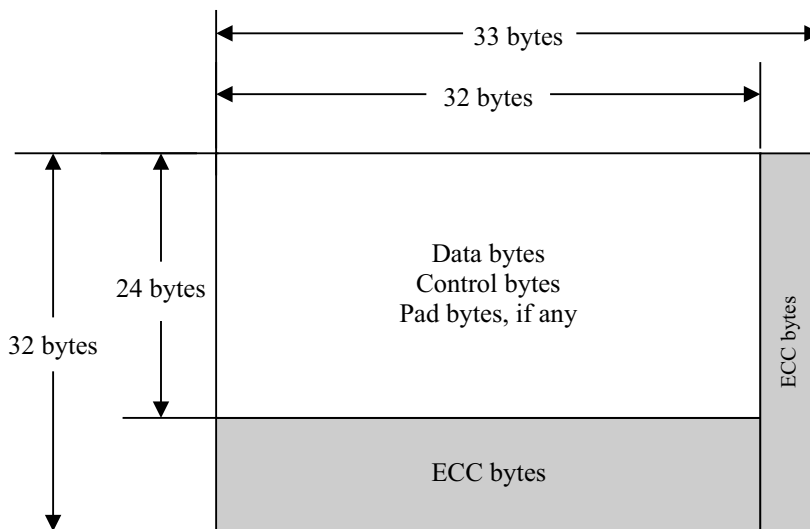 33 bytes
32 bytes
Data bytes
Control bytes
Pad bytes, if any
24 bytes
32 bytes
ECC bytes
ECC bytes